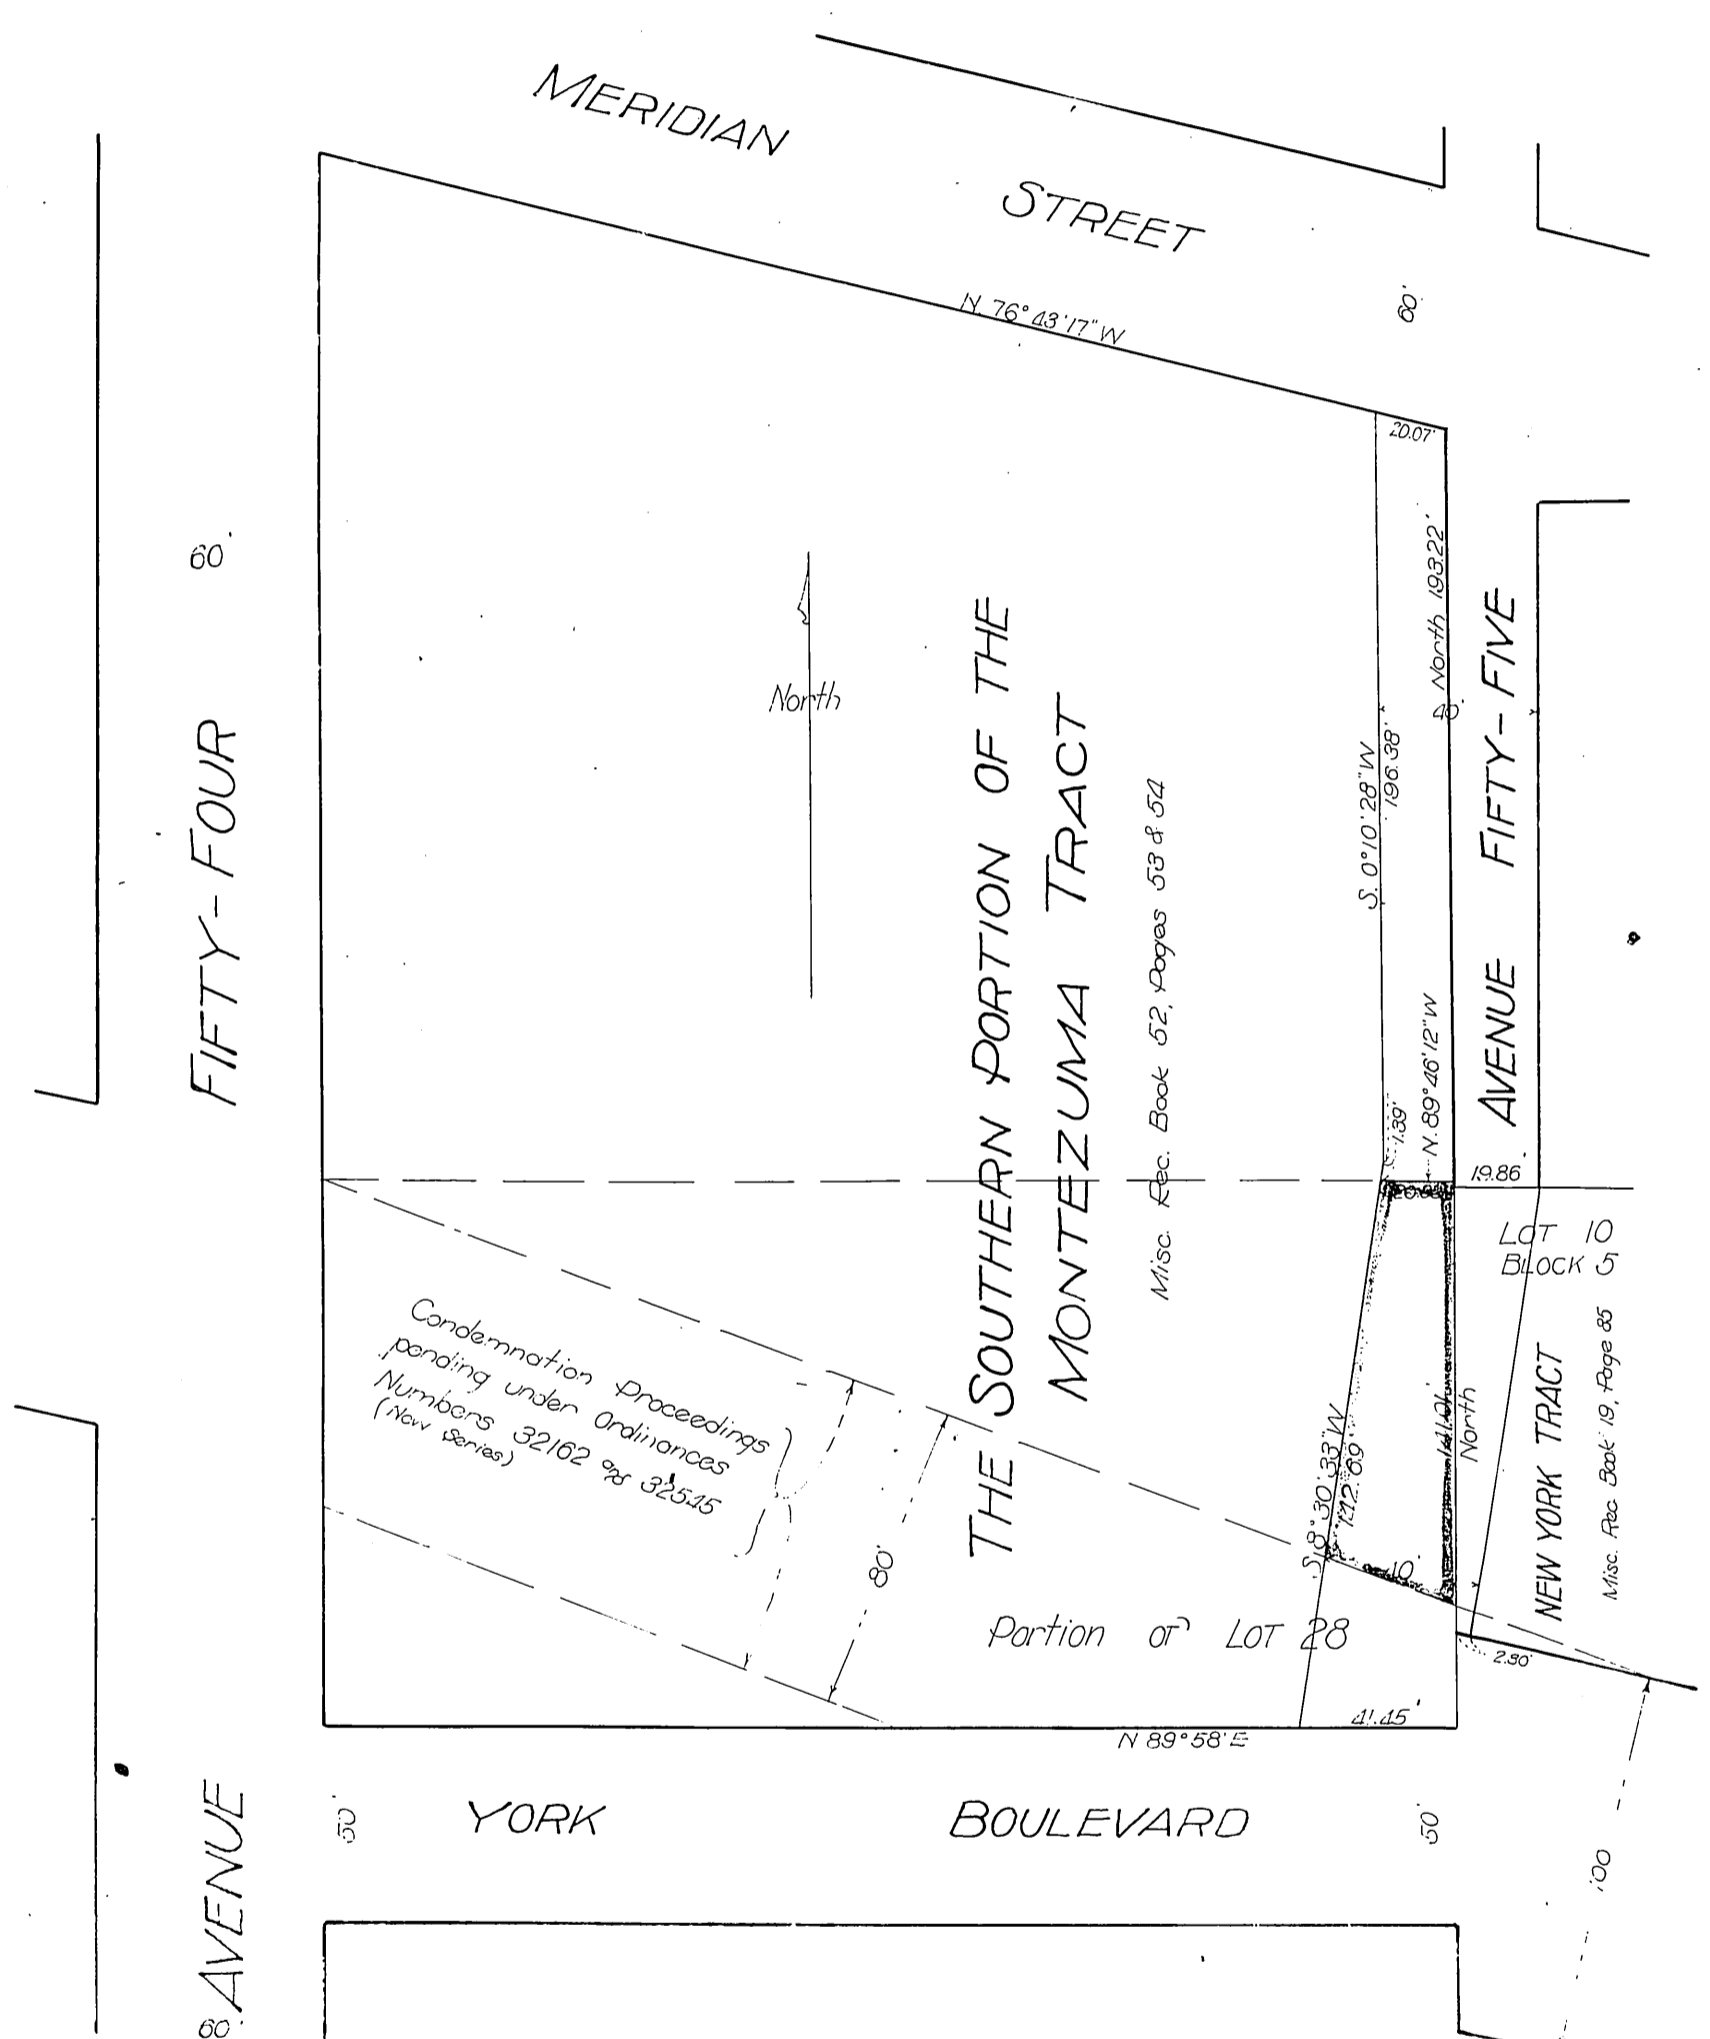 MERIDIAN
STREET
N. 76° 43' 17" W
60'
20.07'
North 193.22'
60'
40'
S. 0° 10' 28" W
196.38'
AVENUE FIFTY-FIVE
North
FIFTY-FOUR
AVENUE
60'
THE SOUTHERN PORTION OF THE
MONTEZUMA TRACT
Misc. Rec. Book 52, Pages 53 & 54
1.39'
N. 89° 46' 12" W
19.86
LOT 10
BLOCK 5
NEW YORK TRACT
Misc. Rec. Book 19, Page 85
Condemnation Proceedings
pending under Ordinances
Numbers 32162 and 32545
(New Series)
80'
S. 8° 30' 33" W
112.69'
North
Portion of LOT 28
2.90'
41.45'
N 89° 58' E
50'
YORK BOULEVARD
50'
100